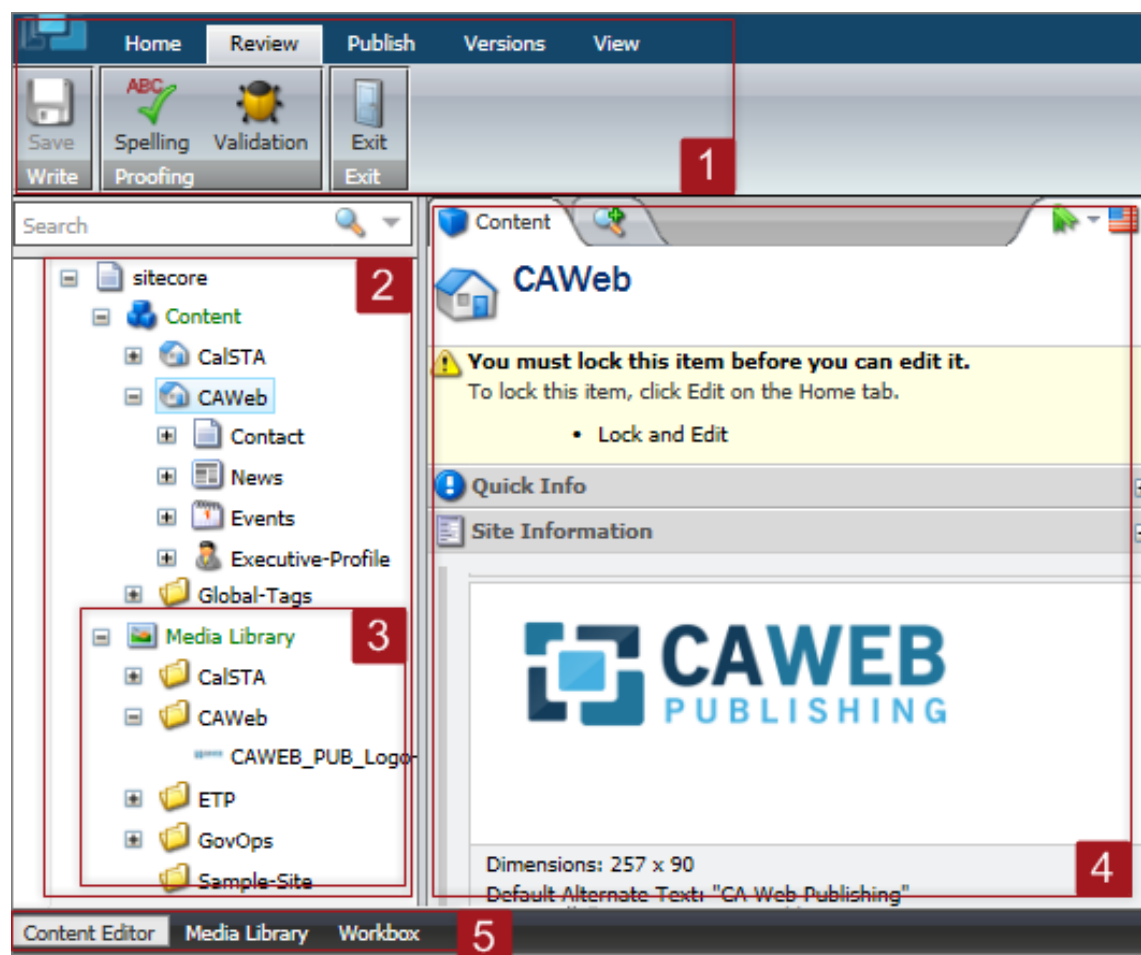 Home Review Publish Versions View
ABC
Save Spelling Validation Exit
Write Proofing Exit
1
Search
Content
sitecore
2
Content
CalSTA
CAWeb
Contact
News
Events
Executive-Profile
Global-Tags
Media Library
3
CalSTA
CAWeb
CAWEB_PUB_Logo-
ETP
GovOps
Sample-Site
CAWeb
You must lock this item before you can edit it.
To lock this item, click Edit on the Home tab.
• Lock and Edit
Quick Info
Site Information
CAWEB
PUBLISHING
Dimensions: 257 x 90
4
Default Alternate Text: "CA Web Publishing"
Content Editor Media Library Workbox 5